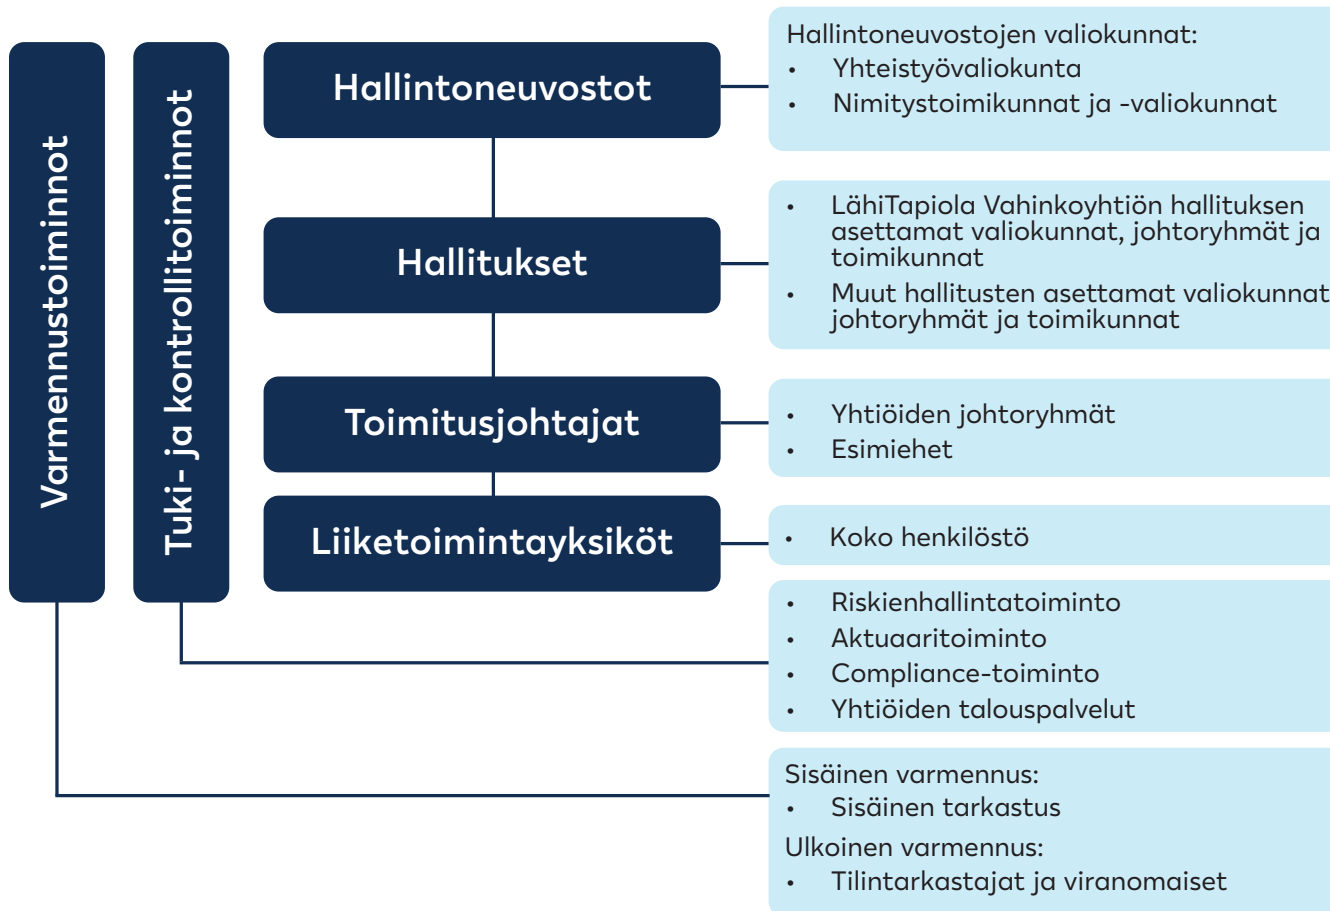 Varmennustoiminnot
Tuki- ja kontrollitoiminnot
Hallintoneuvostot
Hallintoneuvostojen valiokunnat:
• Yhteistyövaliokunta
• Nimitystoimikunnat ja -valiokunnat
Hallitukset
• LähiTapiola Vahinkoyhtiön hallituksen
asettamat valiokunnat, johtoryhmät ja
toimikunnat
• Muut hallitusten asettamat valiokunnat
johtoryhmät ja toimikunnat
Toimitusjohtajat
• Yhtiöiden johtoryhmät
• Esimiehet
Liiketoimintayksiköt
• Koko henkilöstö
• Riskienhallintatoiminto
• Aktuaaritoiminto
• Compliance-toiminto
• Yhtiöiden talouspalvelut
Sisäinen varmennus:
• Sisäinen tarkastus
Ulkoinen varmennus:
• Tilintarkastajat ja viranomaiset